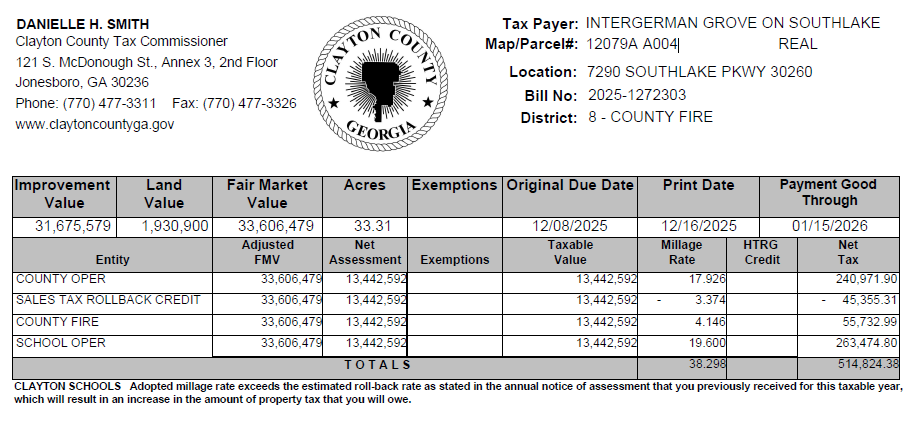 DANIELLE H. SMITH
Clayton County Tax Commissioner
121 S. McDonough St., Annex 3, 2nd Floor
Jonesboro, GA 30236
Phone: (770) 477-3311 Fax: (770) 477-3326
www.claytoncountyga.gov
CLAYTON COUNTY
GEORGIA
Tax Payer: INTERGERMAN GROVE ON SOUTHLAKE
Map/Parcel#: 12079A A004 REAL
Location: 7290 SOUTHLAKE PKWY 30260
Bill No: 2025-1272303
District: 8 - COUNTY FIRE
Improvement Value Land Value Fair Market Value Acres Exemptions Original Due Date Print Date Payment Good Through
31,675,579 1,930,900 33,606,479 33.31 12/08/2025 12/16/2025 01/15/2026
Entity Adjusted FMV Net Assessment Exemptions Taxable Value Millage Rate HTRG Credit Net Tax
COUNTY OPER 33,606,479 13,442,592 13,442,592 17.926 240,971.90
SALES TAX ROLLBACK CREDIT 33,606,479 13,442,592 13,442,592 - 3.374 - 45,355.31
COUNTY FIRE 33,606,479 13,442,592 13,442,592 4.146 55,732.99
SCHOOL OPER 33,606,479 13,442,592 13,442,592 19.600 263,474.80
TOTALS 38.298 514,824.38
CLAYTON SCHOOLS Adopted millage rate exceeds the estimated roll-back rate as stated in the annual notice of assessment that you previously received for this taxable year,
which will result in an increase in the amount of property tax that you will owe.